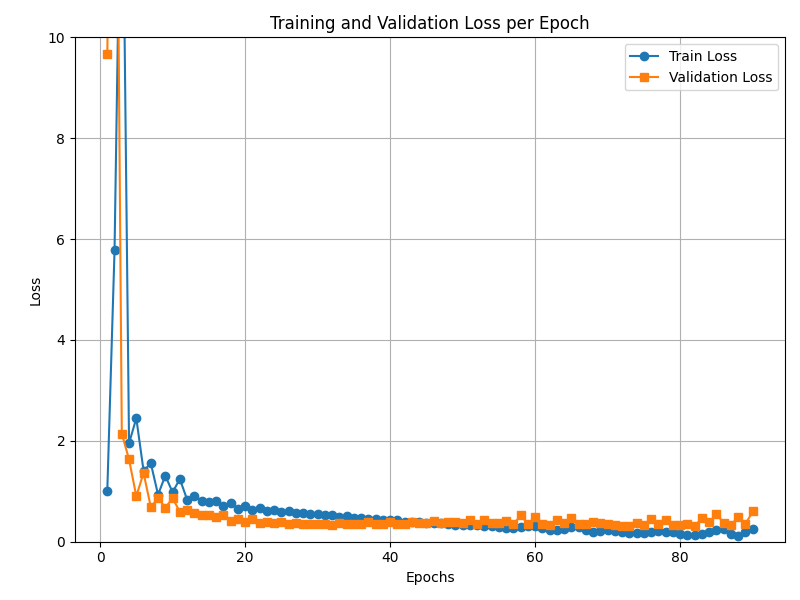 Training and Validation Loss per Epoch
Train Loss
Validation Loss
10
8
6
4
2
0
Loss
0 20 40 60 80
Epochs